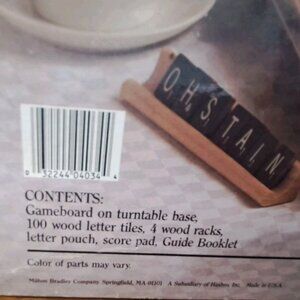 O H, S, T A, I, N,
0 32244 04034 4
CONTENTS:
Gameboard on turntable base,
100 wood letter tiles, 4 wood racks,
letter pouch, score pad, Guide Booklet
Color of parts may vary.
Milton Bradley Company Springfield, MA 01101 A Subsidiary of Hasbro Inc. Made in U.S.A.